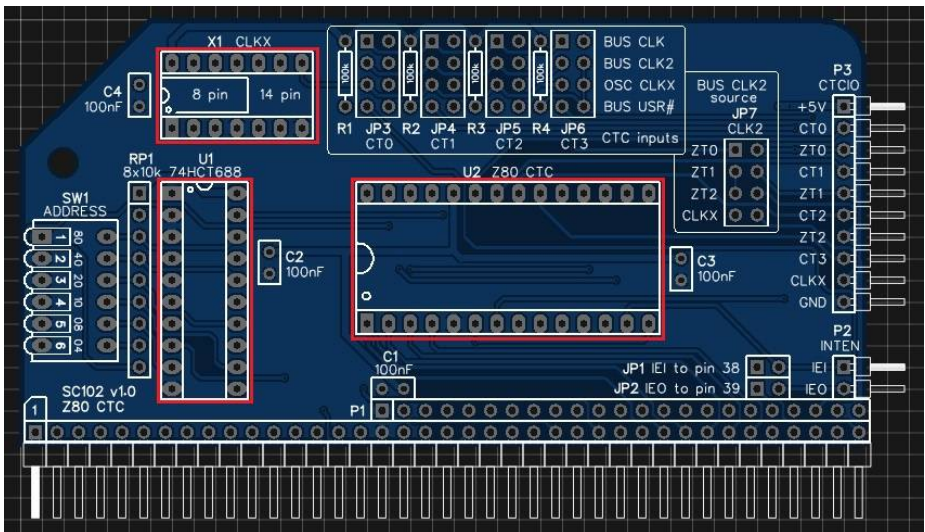 X1 CLKX
C4
100nF
8 pin 14 pin
100k
100k
100k
100k
BUS CLK
BUS CLK2
OSC CLKX
BUS USR#
R1 JP3 R2 JP4 R3 JP5 R4 JP6
CT0 CT1 CT2 CT3
CTC inputs
BUS CLK2
source
JP7
CLK2
ZT0
ZT1
ZT2
CLKX
P3
CTCIO
+5V
CT0
ZT0
CT1
ZT1
CT2
ZT2
CT3
CLKX
GND
RP1
8x10k
U1
74HCT688
U2 Z80 CTC
SW1
ADDRESS
1 80
2 40
3 20
4 10
5 08
6 04
C2
100nF
C3
100nF
C1
100nF
P2
INTEN
JP1 IEI to pin 38
IEI
JP2 IEO to pin 39
IEO
SC102 v1.0
Z80 CTC
P1
1